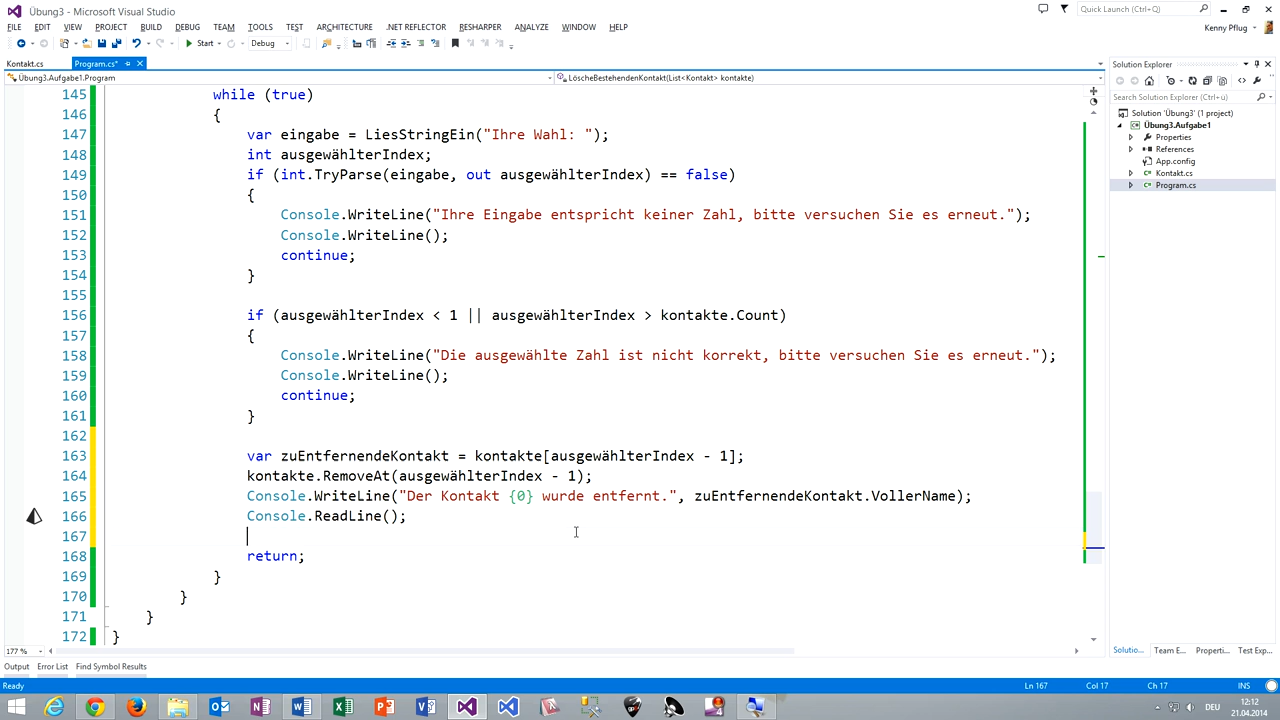 Übung3 - Microsoft Visual Studio
Quick Launch (Ctrl+Q)
FILE EDIT VIEW PROJECT BUILD DEBUG TEAM TOOLS TEST ARCHITECTURE .NET REFLECTOR RESHARPER ANALYZE WINDOW HELP
Kenny Pflug
Start Debug
Kontakt.cs Program.cs*
Solution Explorer
Übung3.Aufgabe1.Program
LöscheBestehendenKontakt(List<Kontakt> kontakte)
145 while (true)
146 {
147 var eingabe = LiesStringEin("Ihre Wahl: ");
148 int ausgewählterIndex;
149 if (int.TryParse(eingabe, out ausgewählterIndex) == false)
150 {
151 Console.WriteLine("Ihre Eingabe entspricht keiner Zahl, bitte versuchen Sie es erneut.");
152 Console.WriteLine();
153 continue;
154 }
155
156 if (ausgewählterIndex < 1 || ausgewählterIndex > kontakte.Count)
157 {
158 Console.WriteLine("Die ausgewählte Zahl ist nicht korrekt, bitte versuchen Sie es erneut.");
159 Console.WriteLine();
160 continue;
161 }
162
163 var zuEntfernendeKontakt = kontakte[ausgewählterIndex - 1];
164 kontakte.RemoveAt(ausgewählterIndex - 1);
165 Console.WriteLine("Der Kontakt {0} wurde entfernt.", zuEntfernendeKontakt.VollerName);
166 Console.ReadLine();
167
168 return;
169 }
170 }
171 }
172 }
Search Solution Explorer (Ctrl+ü)
Solution 'Übung3' (1 project)
Übung3.Aufgabe1
Properties
References
App.config
Kontakt.cs
Program.cs
177 %
Solutio... Team E... Properti... Test Exp...
Output Error List Find Symbol Results
Ready
Ln 167 Col 17 Ch 17 INS
DEU
12:12
21.04.2014